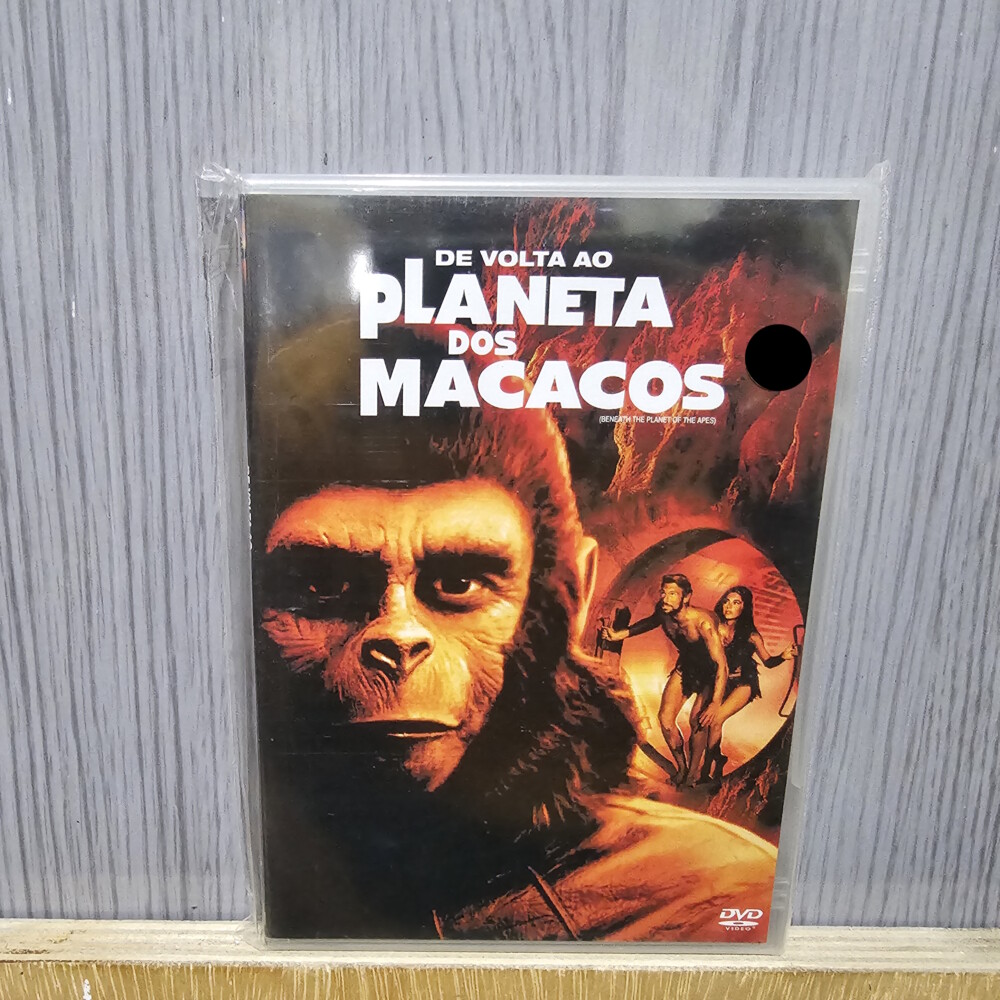 DE VOLTA AO
PLANETA
DOS
MACACOS
(BENEATH THE PLANET OF THE APES)
DVD
VIDEO